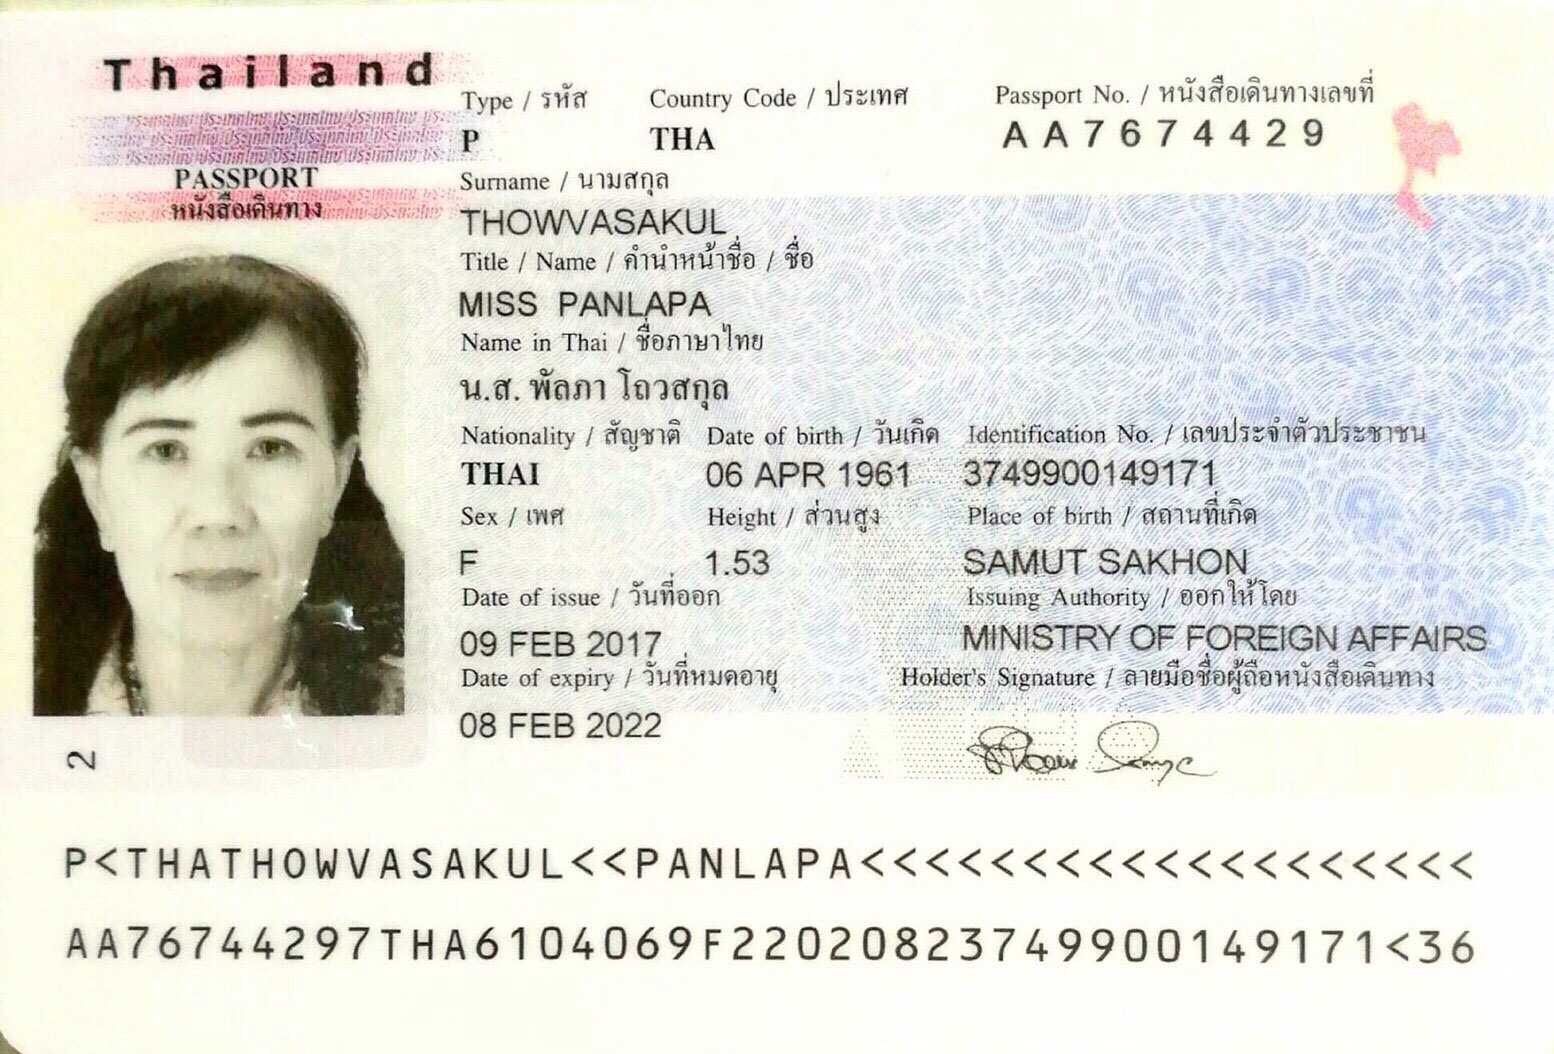 Thailand
PASSPORT
หนังสือเดินทาง
Type / รหัส Country Code / ประเทศ Passport No. / หนังสือเดินทางเลขที่
P THA AA7674429
Surname / นามสกุล
THOWVASAKUL
Title / Name / คำนำหน้าชื่อ / ชื่อ
MISS PANLAPA
Name in Thai / ชื่อภาษาไทย
น.ส. พัลภา โถวสกุล
Nationality / สัญชาติ Date of birth / วันเกิด Identification No. / เลขประจำตัวประชาชน
THAI 06 APR 1961 3749900149171
Sex / เพศ Height / ส่วนสูง Place of birth / สถานที่เกิด
F 1.53 SAMUT SAKHON
Date of issue / วันที่ออก Issuing Authority / ออกให้โดย
09 FEB 2017 MINISTRY OF FOREIGN AFFAIRS
Date of expiry / วันที่หมดอายุ Holder's Signature / ลายมือชื่อผู้ถือหนังสือเดินทาง
08 FEB 2022
2
P<THATHOWVASAKUL<<PANLAPA<<<<<<<<<<<<<<<<<<<
AA76744297THA6104069F22020823749900149171<36